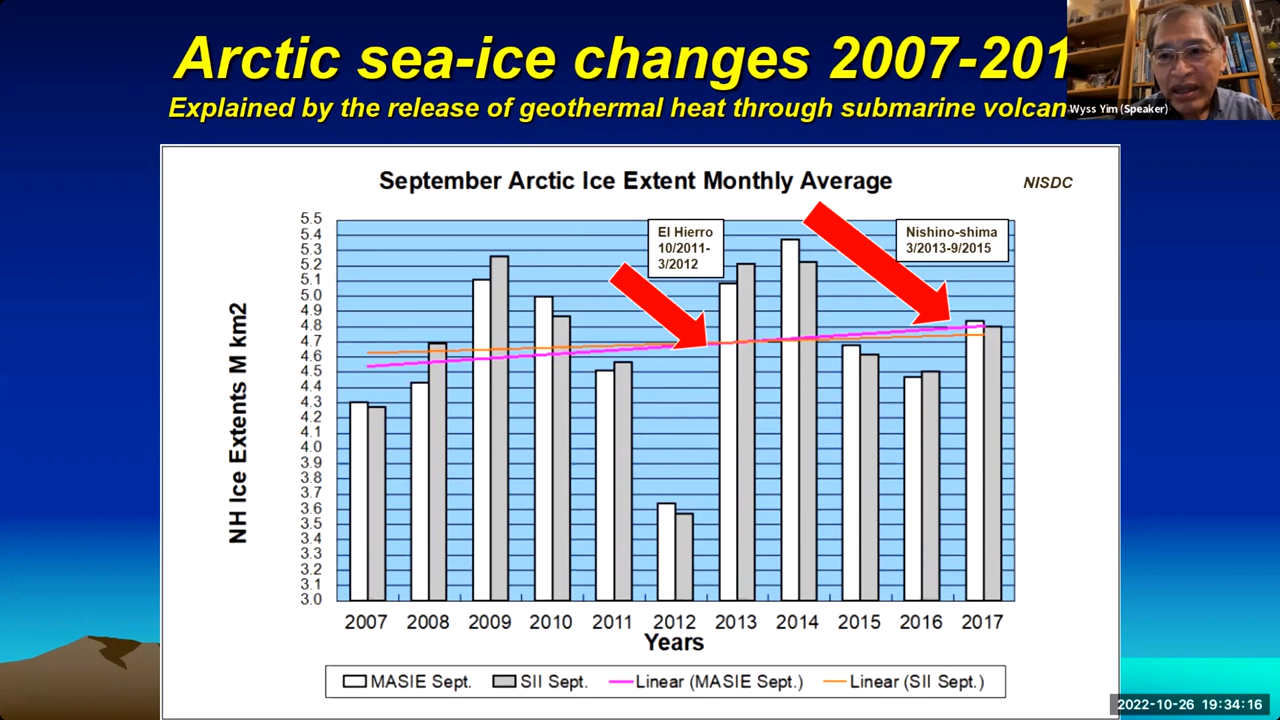 Arctic sea-ice changes 2007-201
Explained by the release of geothermal heat through submarine volcan
Wyss Yim (Speaker)
September Arctic Ice Extent Monthly Average
NISDC
NH Ice Extents M km2
5.5
5.4
5.3
5.2
5.1
5.0
4.9
4.8
4.7
4.6
4.5
4.4
4.3
4.2
4.1
4.0
3.9
3.8
3.7
3.6
3.5
3.4
3.3
3.2
3.1
3.0
El Hierro
10/2011-
3/2012
Nishino-shima
3/2013-9/2015
2007 2008 2009 2010 2011 2012 2013 2014 2015 2016 2017
Years
MASIE Sept. SII Sept. Linear (MASIE Sept.) Linear (SII Sept.)
2022-10-26 19:34:16